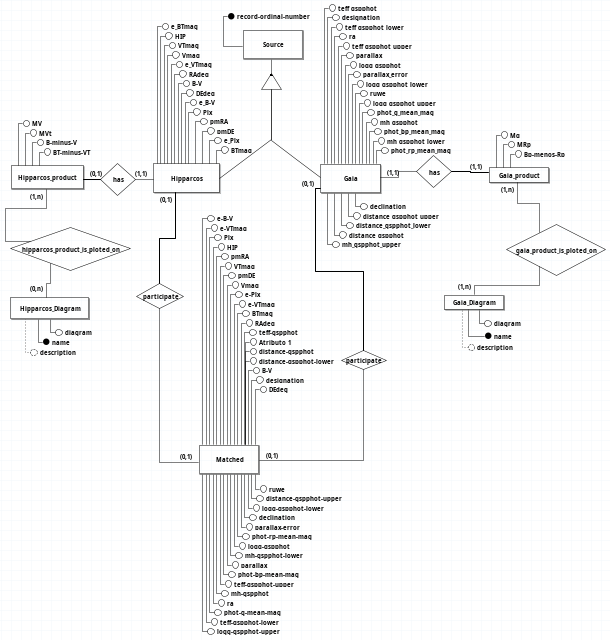 teff_gspphot
designation
record-ordinal-number
e_BTmag
teff_gspphot_lower
HIP
ra
Source
VTmag
teff_gspphot_upper
Vmag
parallax
e_VTmag
logg_gspphot
RAdeg
parallax_error
B-V
logg_gspphot_lower
DEdeg
ruwe
e_B-V
logg_gspphot_upper
Plx
phot_g_mean_mag
pmRA
mh_gspphot
MV
pmDE
phot_bp_mean_mag
MVt
Mg
e_Plx
mh_gspphot_lower
B-minus-V
MRp
BTmag
phot_rp_mean_mag
BT-minus-VT
Bp-menos-Rp
Hipparcos_product
(0,1)
has
(1,1)
Hipparcos
Gaia
(1,1)
has
(1,1)
Gaia_product
(0,1)
(1,n)
(0,1)
(1,n)
declination
e-B-V
distance_gspphot_upper
e-VTmag
distance_gspphot_lower
Plx
distance_gspphot
HIP
mh_gspphot_upper
hipparcos_product_is_ploted_on
gaia_product_is_ploted_on
pmRA
VTmag
pmDE
Vmag
(0,n)
(1,n)
e-Plx
participate
Hipparcos_Diagram
e-VTmag
Gaia_Diagram
BTmag
RAdeg
diagram
diagram
teff-gspphot
name
Atributo_1
name
description
distance-gspphot
description
distance-gspphot-lower
participate
B-V
designation
DEdeg
(0,1)
Matched
(0,1)
ruwe
distance-gspphot-upper
logg-gspphot-lower
declination
parallax-error
phot-rp-mean-mag
logg-gspphot
mh-gspphot-lower
parallax
phot-bp-mean-mag
teff-gspphot-upper
mh-gspphot
ra
phot-g-mean-mag
teff-gspphot-lower
logg-gspphot-upper